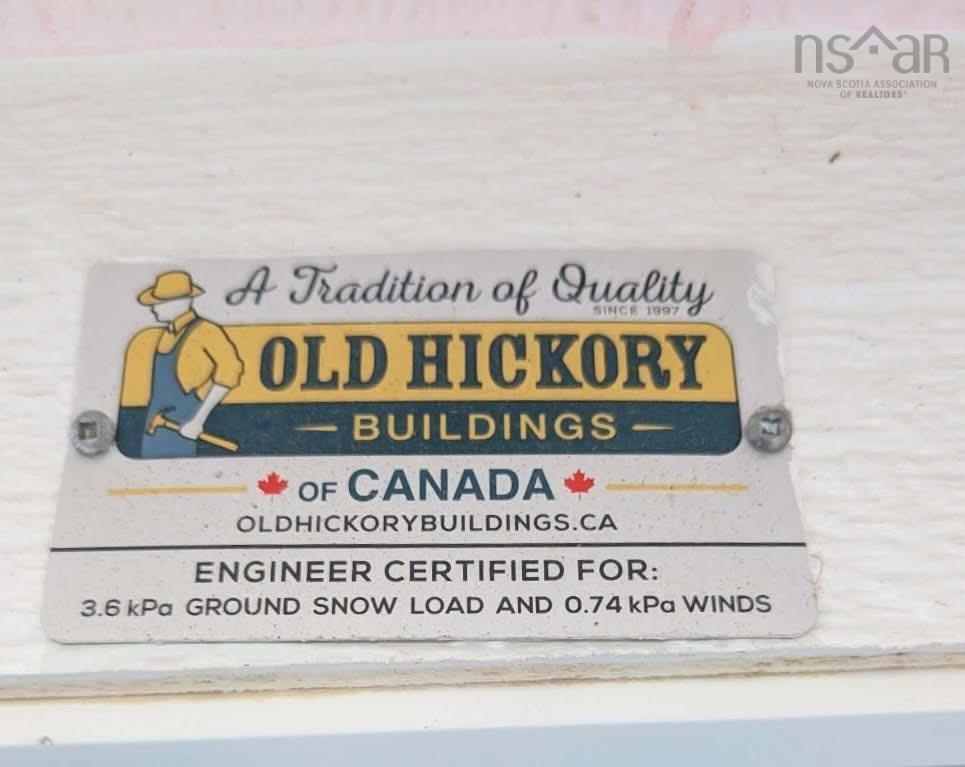 nsar
NOVA SCOTIA ASSOCIATION
OF REALTORS®
A Tradition of Quality
SINCE 1997
OLD HICKORY
BUILDINGS
OF CANADA
OLDHICKORYBUILDINGS.CA
ENGINEER CERTIFIED FOR:
3.6 kPa GROUND SNOW LOAD AND 0.74 kPa WINDS